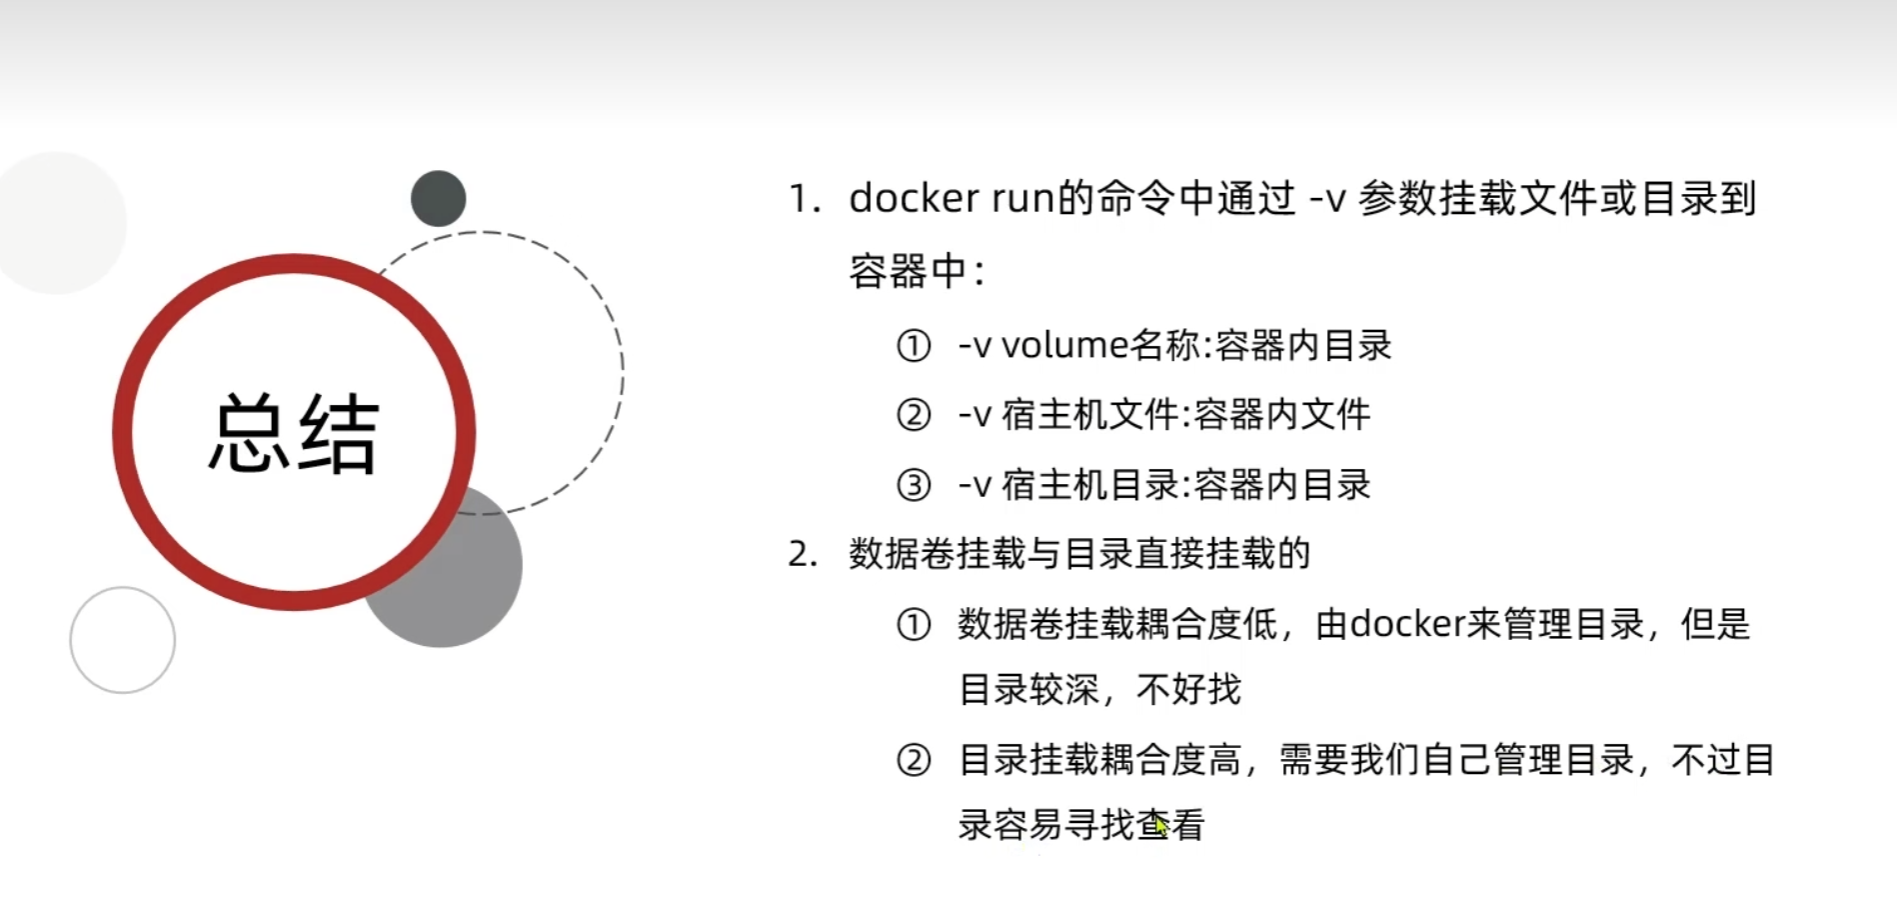 总结
1. docker run的命令中通过 -v 参数挂载文件或目录到
容器中：
① -v volume名称:容器内目录
② -v 宿主机文件:容器内文件
③ -v 宿主机目录:容器内目录
2. 数据卷挂载与目录直接挂载的
① 数据卷挂载耦合度低，由docker来管理目录，但是
目录较深，不好找
② 目录挂载耦合度高，需要我们自己管理目录，不过目
录容易寻找查看